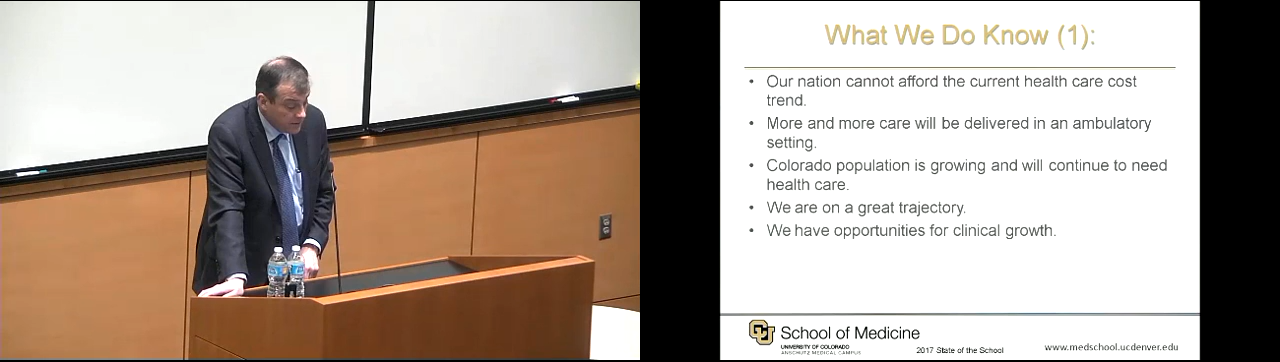 What We Do Know (1):
• Our nation cannot afford the current health care cost
trend.
• More and more care will be delivered in an ambulatory
setting.
• Colorado population is growing and will continue to need
health care.
• We are on a great trajectory.
• We have opportunities for clinical growth.
School of Medicine
UNIVERSITY OF COLORADO
ANSCHUTZ MEDICAL CAMPUS
2017 State of the School
www.medschool.ucdenver.edu